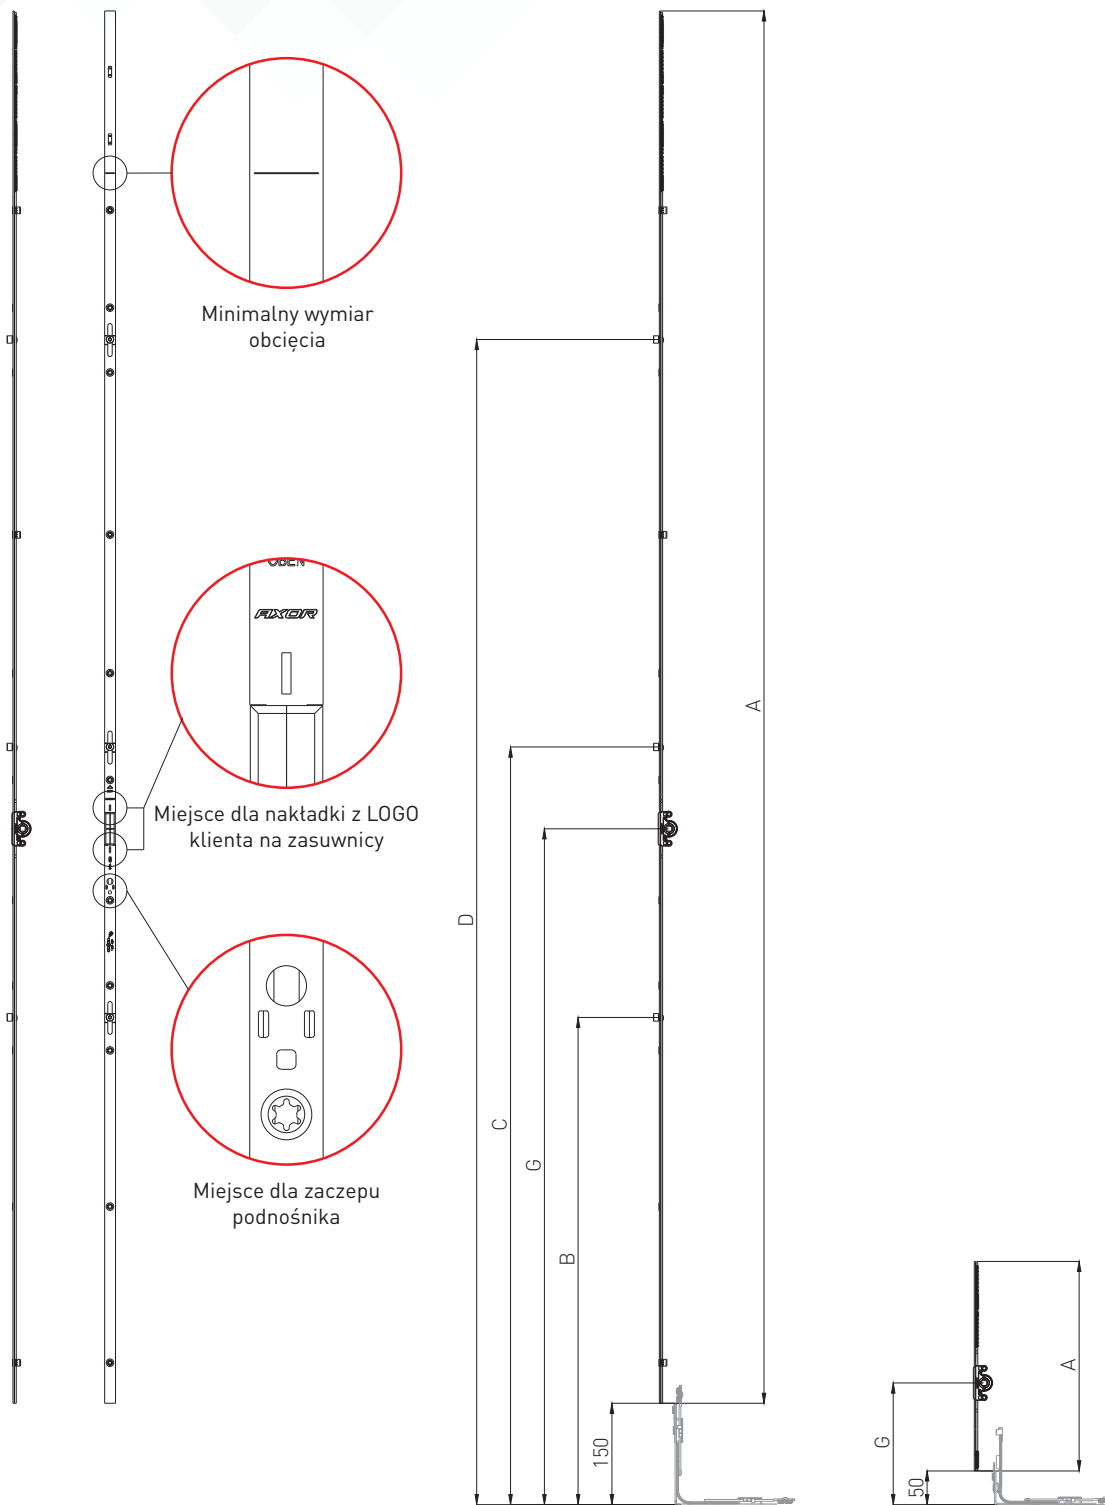 Minimalny wymiar
obcięcia
AXOR
Miejsce dla nakładki z LOGO
klienta na zasuwnicy
Miejsce dla zaczepu
podnośnika
A
D
C
G
B
150
A
G
50